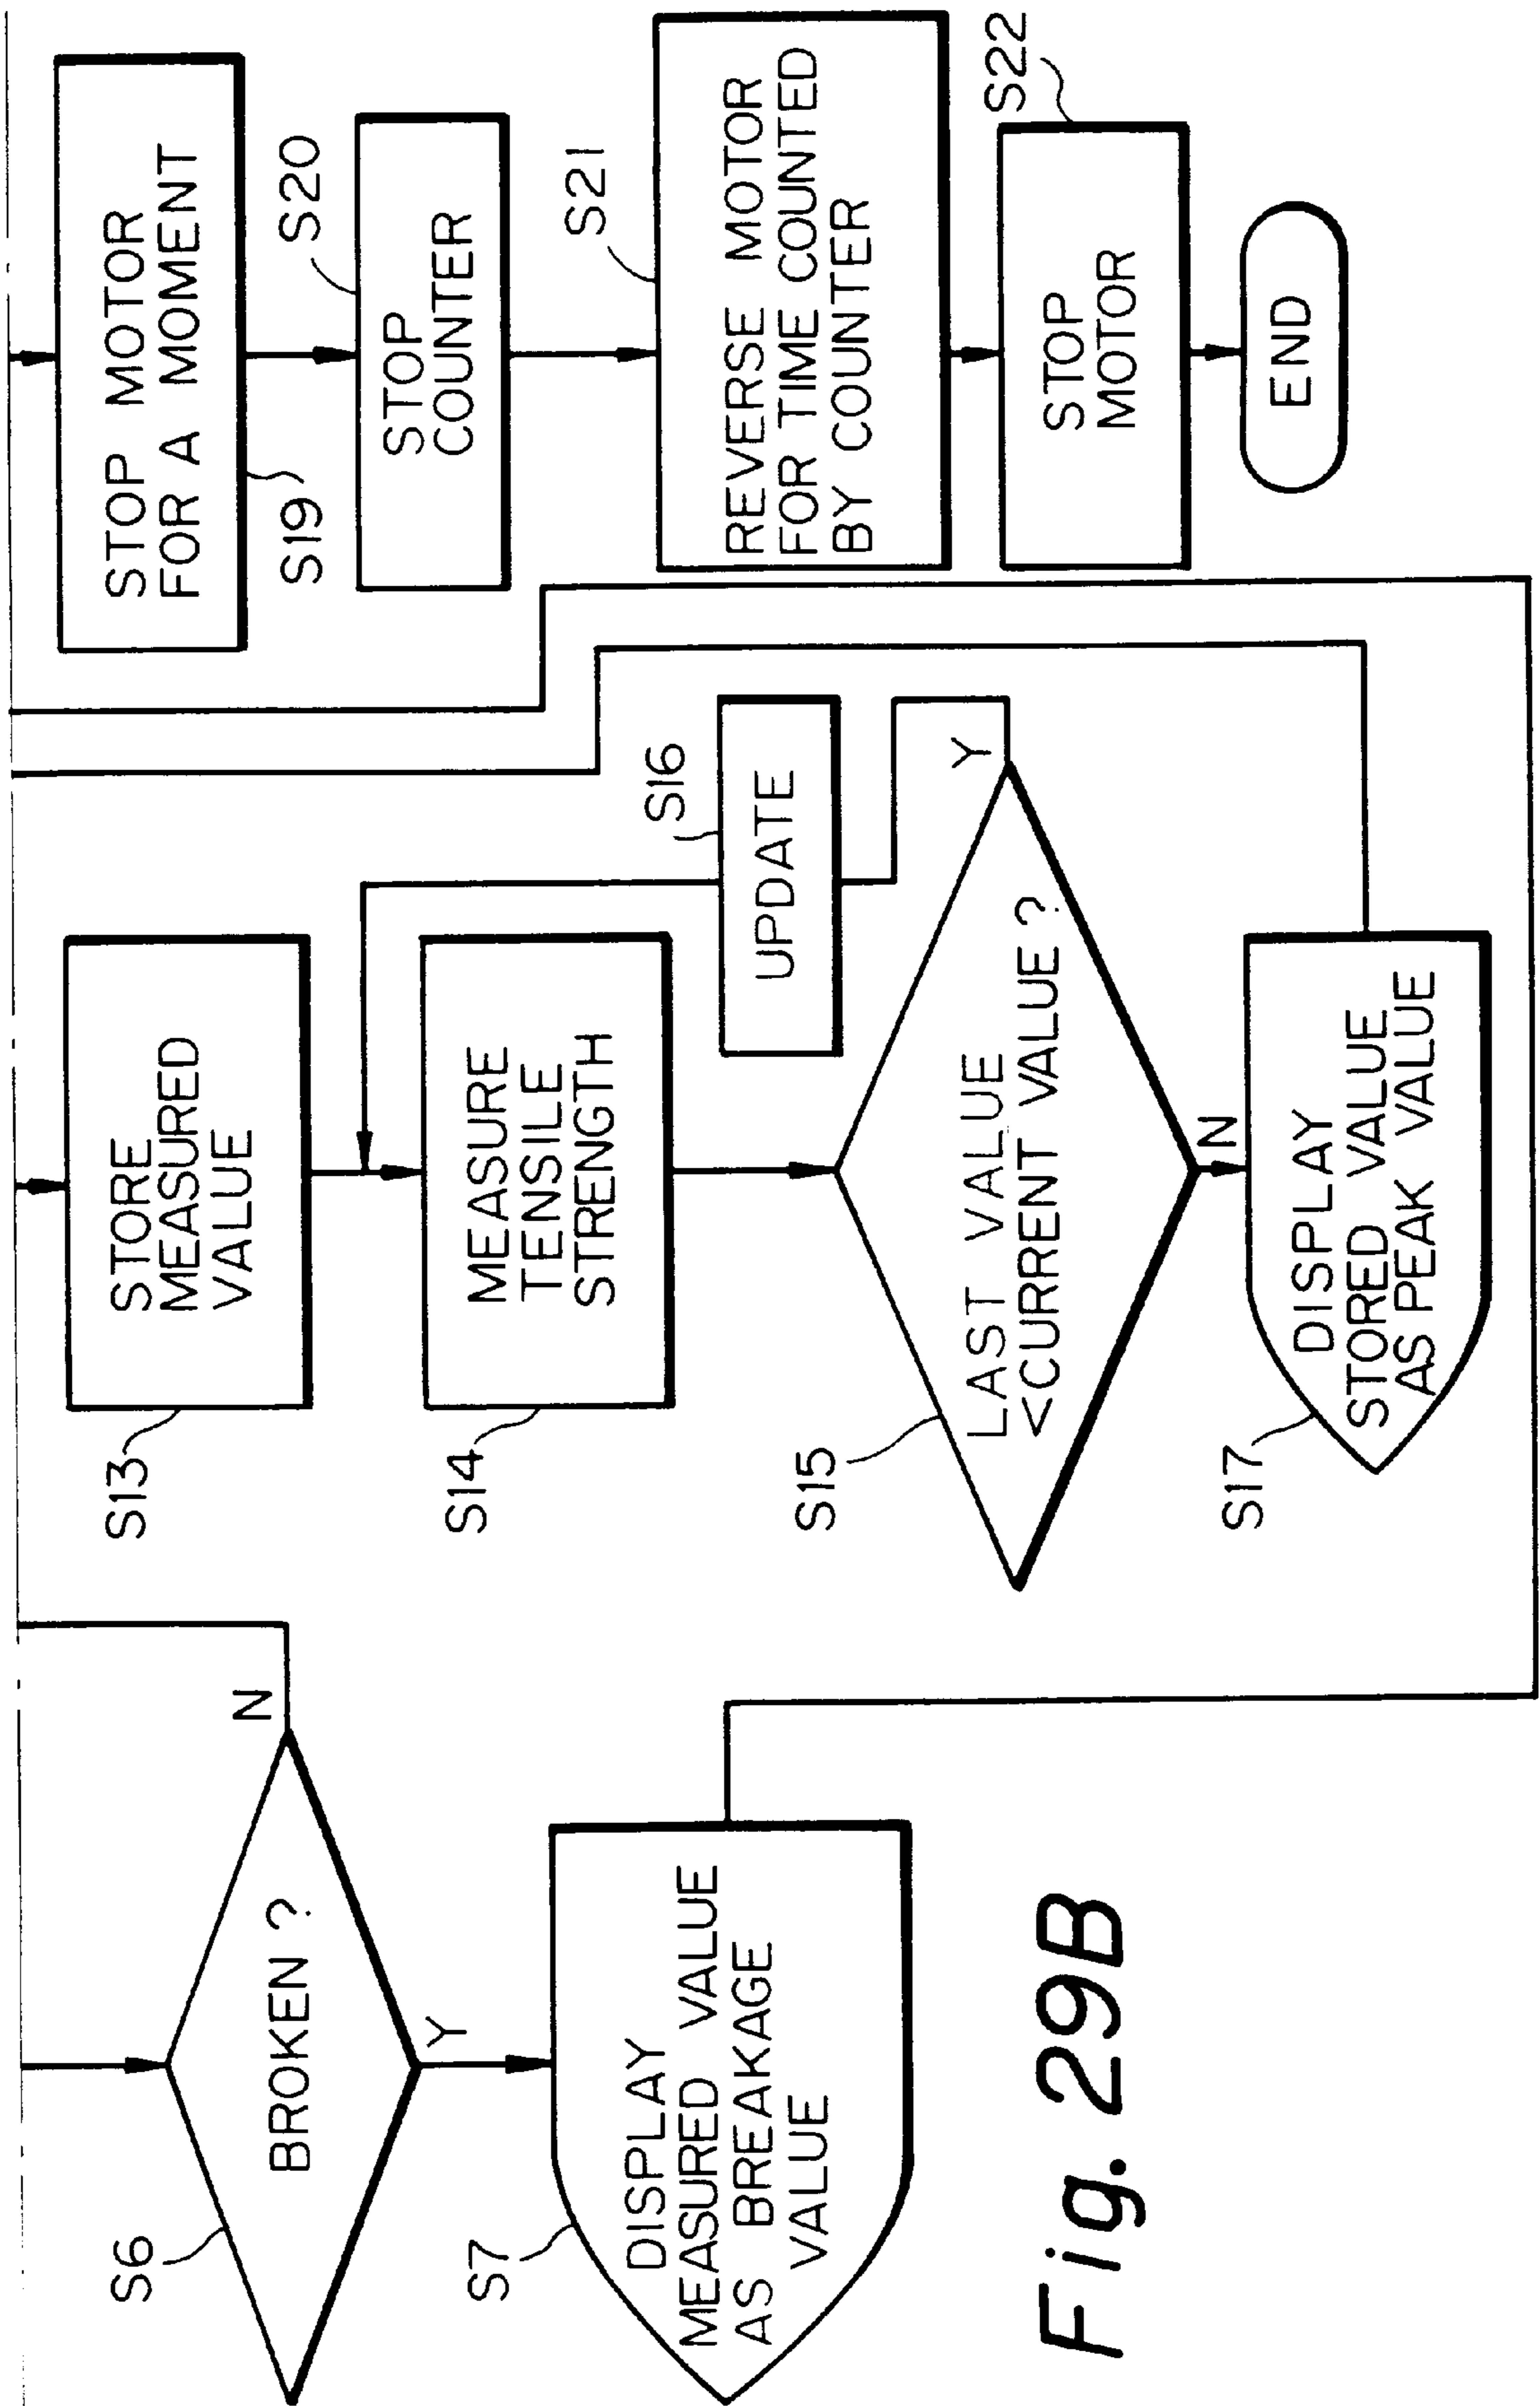 S6
BROKEN ?
N
Y
S7
DISPLAY
MEASURED VALUE
AS BREAKAGE
VALUE
S13
STORE
MEASURED
VALUE
S14
MEASURE
TENSILE
STRENGTH
S15
LAST VALUE
<CURRENT VALUE ?
Y
S16
UPDATE
N
S17
DISPLAY
STORED VALUE
AS PEAK VALUE
STOP MOTOR
FOR A MOMENT
S19
S20
STOP
COUNTER
S21
REVERSE MOTOR
FOR TIME COUNTED
BY COUNTER
S22
STOP
MOTOR
END
Fig. 29B